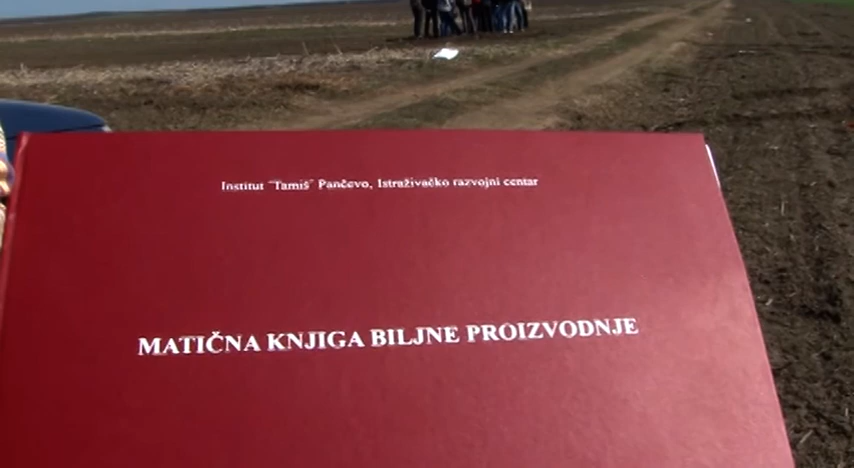 Institut "Tamiš" Pančevo, Istraživačko razvojni centar
MATIČNA KNJIGA BILJNE PROIZVODNJE